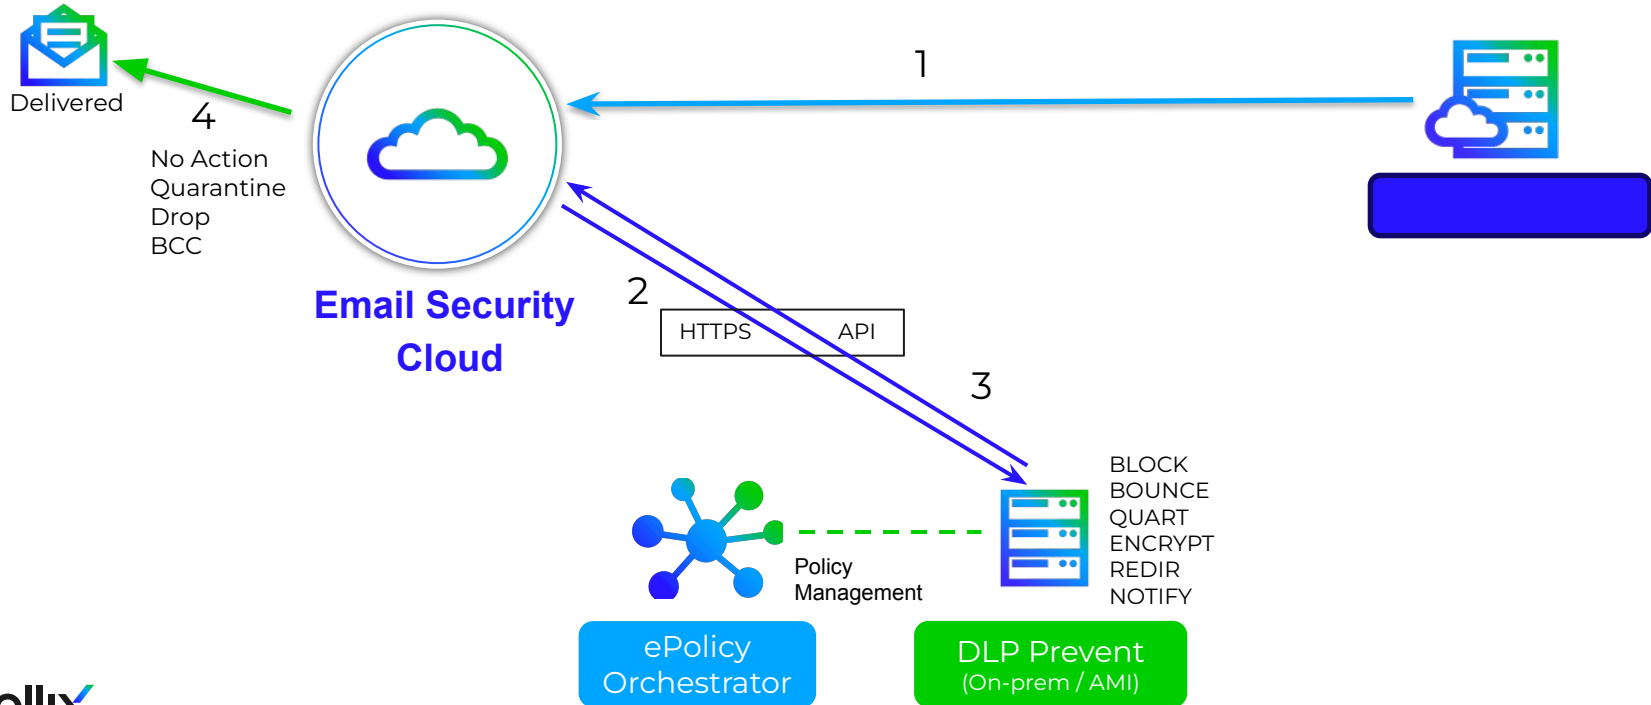 1
Delivered
4
No Action
Quarantine
Drop
BCC
Email Security
Cloud
2
HTTPS API
3
BLOCK
BOUNCE
QUART
ENCRYPT
REDIR
NOTIFY
Policy
Management
ePolicy
Orchestrator
DLP Prevent
(On-prem / AMI)